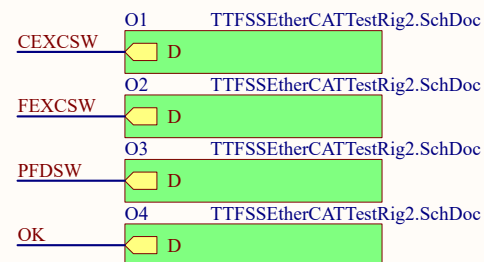 O1 TTFSSEtherCATTestRig2.SchDoc
CEXCSW
D
O2 TTFSSEtherCATTestRig2.SchDoc
FEXCSW
D
O3 TTFSSEtherCATTestRig2.SchDoc
PFDSW
D
O4 TTFSSEtherCATTestRig2.SchDoc
OK
D